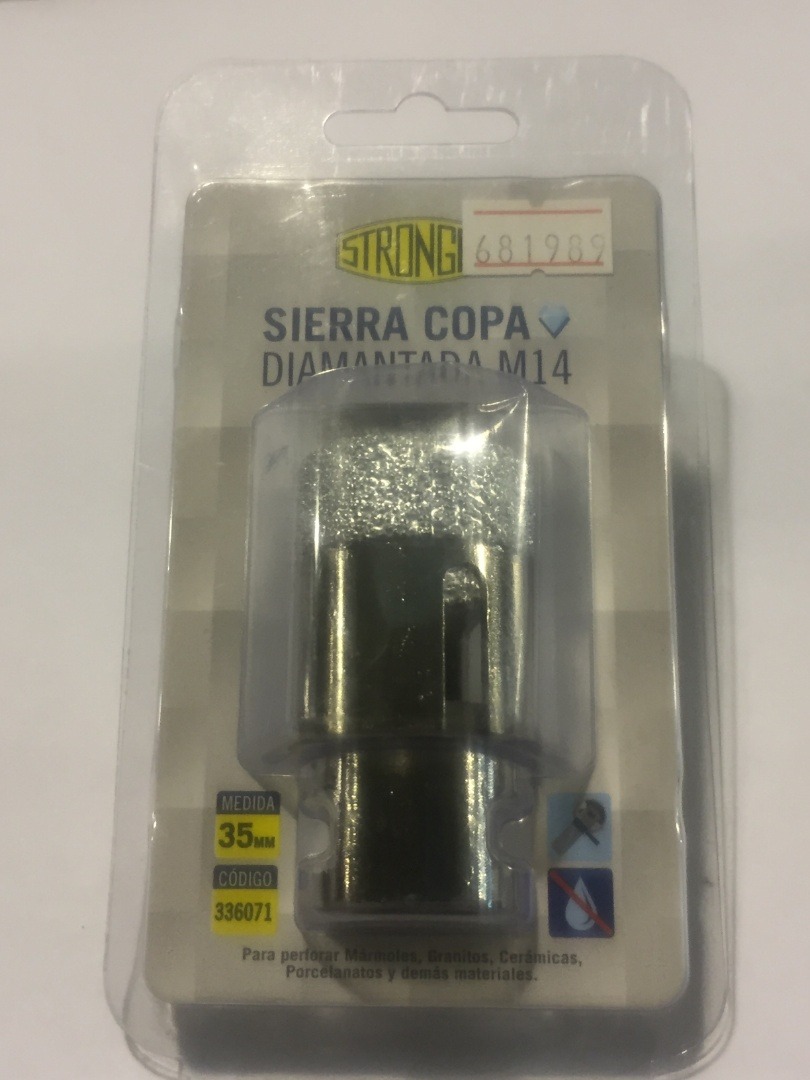 STRONG
681989
SIERRA COPA
DIAMANTADA M14
MEDIDA
35MM
CÓDIGO
336071
Para perforar Mármoles, Granitos, Cerámicas,
Porcelanatos y demás materiales.